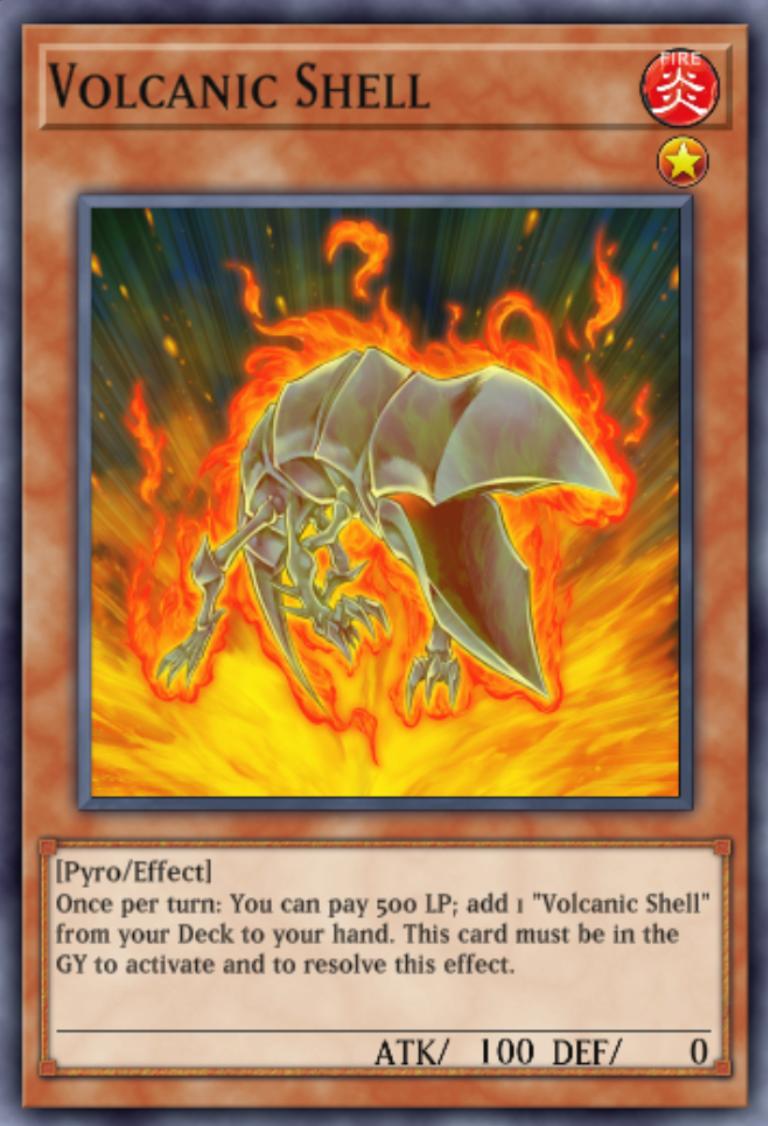 Volcanic Shell
FIRE
炎
[Pyro/Effect]
Once per turn: You can pay 500 LP; add 1 "Volcanic Shell"
from your Deck to your hand. This card must be in the
GY to activate and to resolve this effect.
ATK/ 100 DEF/ 0